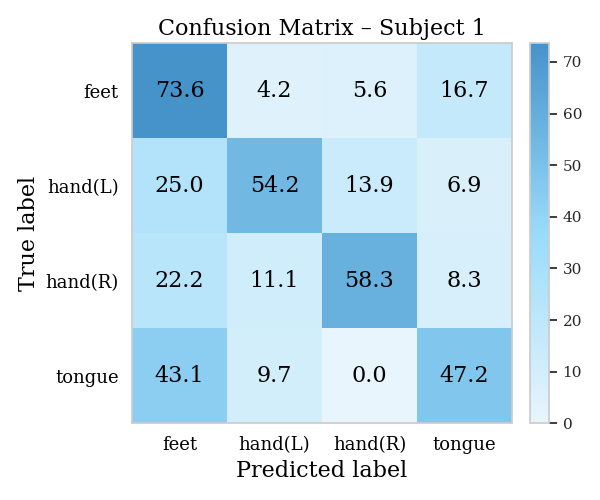 Confusion Matrix – Subject 1
feet 73.6 4.2 5.6 16.7
hand(L) 25.0 54.2 13.9 6.9
hand(R) 22.2 11.1 58.3 8.3
tongue 43.1 9.7 0.0 47.2
feet hand(L) hand(R) tongue
Predicted label
True label
70
60
50
40
30
20
10
0